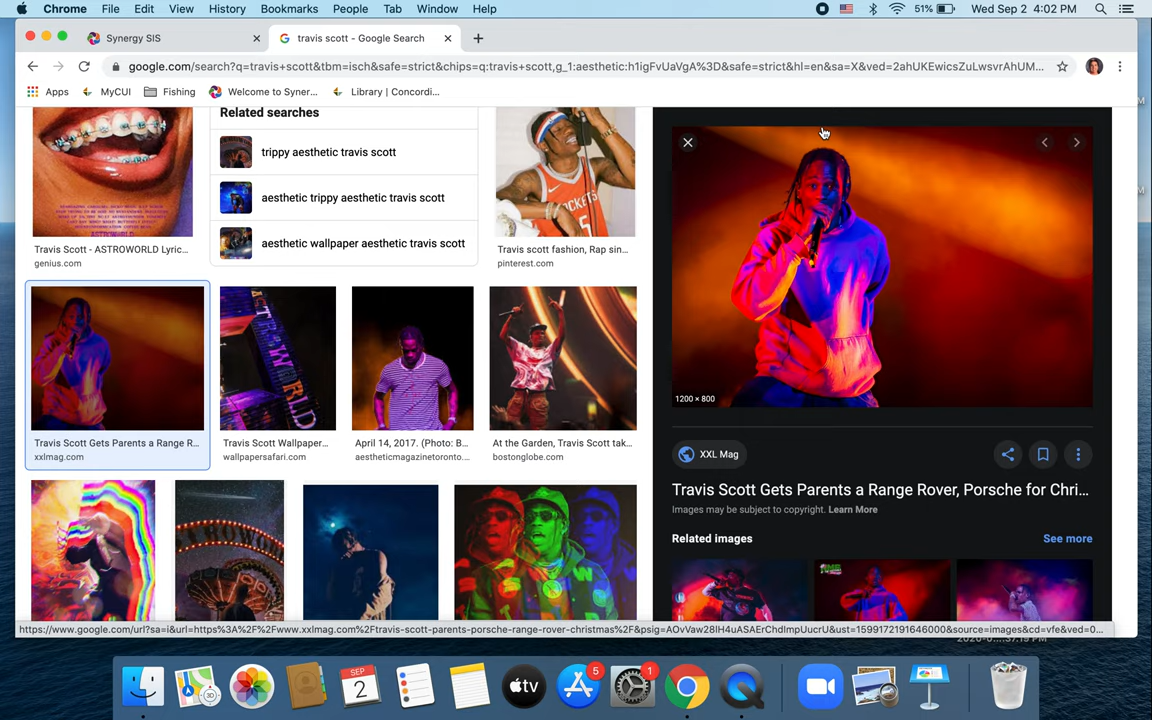 Chrome File Edit View History Bookmarks People Tab Window Help 51% Wed Sep 2 4:02 PM
Synergy SIS travis scott - Google Search
google.com/search?q=travis+scott&tbm=isch&safe=strict&chips=q:travis+scott,g_1:aesthetic:h1igFvUaVgA%3D&safe=strict&hl=en&sa=X&ved=2ahUKEwicsZuLwsvrAhUM...
Apps MyCUI Fishing Welcome to Syner... Library | Concordi...
Related searches
trippy aesthetic travis scott
aesthetic trippy aesthetic travis scott
aesthetic wallpaper aesthetic travis scott
Travis Scott - ASTROWORLD Lyric...
genius.com
ROCKETS
Travis scott fashion, Rap sin...
pinterest.com
Travis Scott Gets Parents a Range R...
xxlmag.com
Travis Scott Wallpaper...
wallpapersafari.com
April 14, 2017. (Photo: B...
aestheticmagazinetoronto....
At the Garden, Travis Scott tak...
bostonglobe.com
1200 × 800
XXL Mag
Travis Scott Gets Parents a Range Rover, Porsche for Chri...
Images may be subject to copyright. Learn More
Related images See more
https://www.google.com/url?sa=i&url=https%3A%2F%2Fwww.xxlmag.com%2Ftravis-scott-parents-porsche-range-rover-christmas%2F&psig=AOvVaw28IH4uASAErChdImpUucrU&ust=1599172191646000&source=images&cd=vfe&ved=0...
SEP
2
tv
5
1